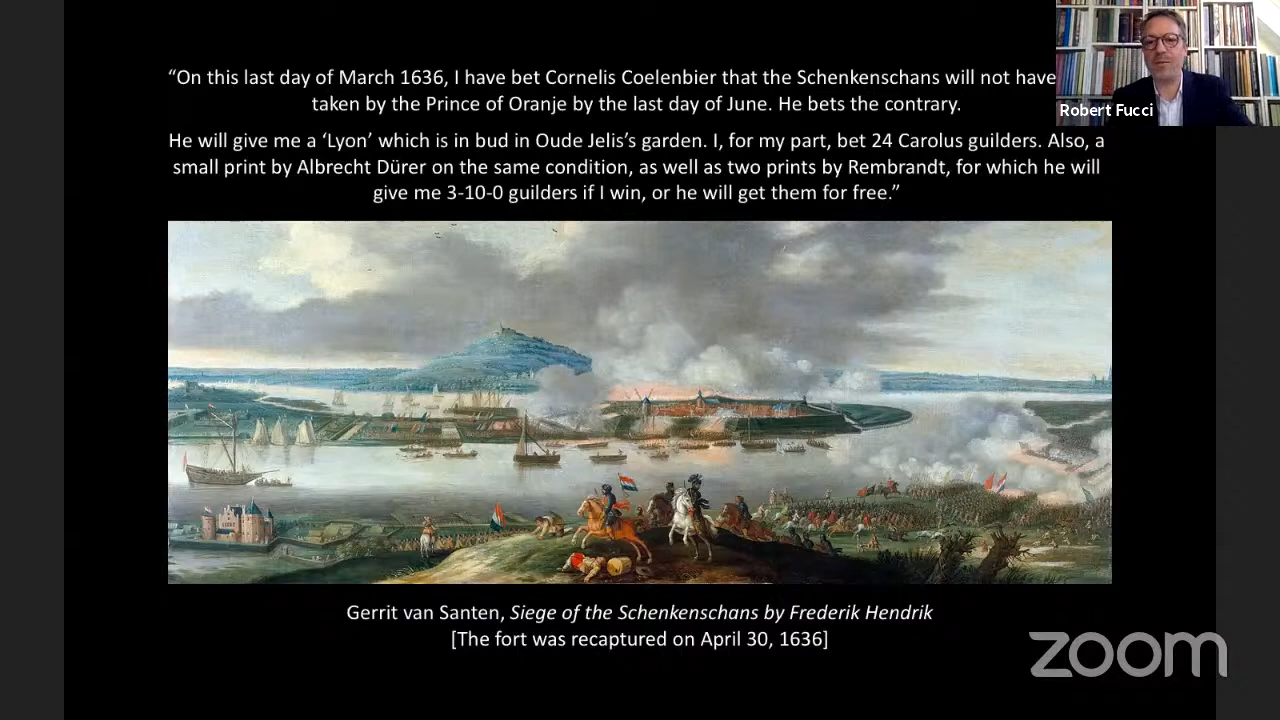 “On this last day of March 1636, I have bet Cornelis Coelenbier that the Schenkenschans will not have
taken by the Prince of Oranje by the last day of June. He bets the contrary.
He will give me a ‘Lyon’ which is in bud in Oude Jelis’s garden. I, for my part, bet 24 Carolus guilders. Also, a
small print by Albrecht Dürer on the same condition, as well as two prints by Rembrandt, for which he will
give me 3-10-0 guilders if I win, or he will get them for free.”
Gerrit van Santen, Siege of the Schenkenschans by Frederik Hendrik
[The fort was recaptured on April 30, 1636]
Robert Fucci
zoom